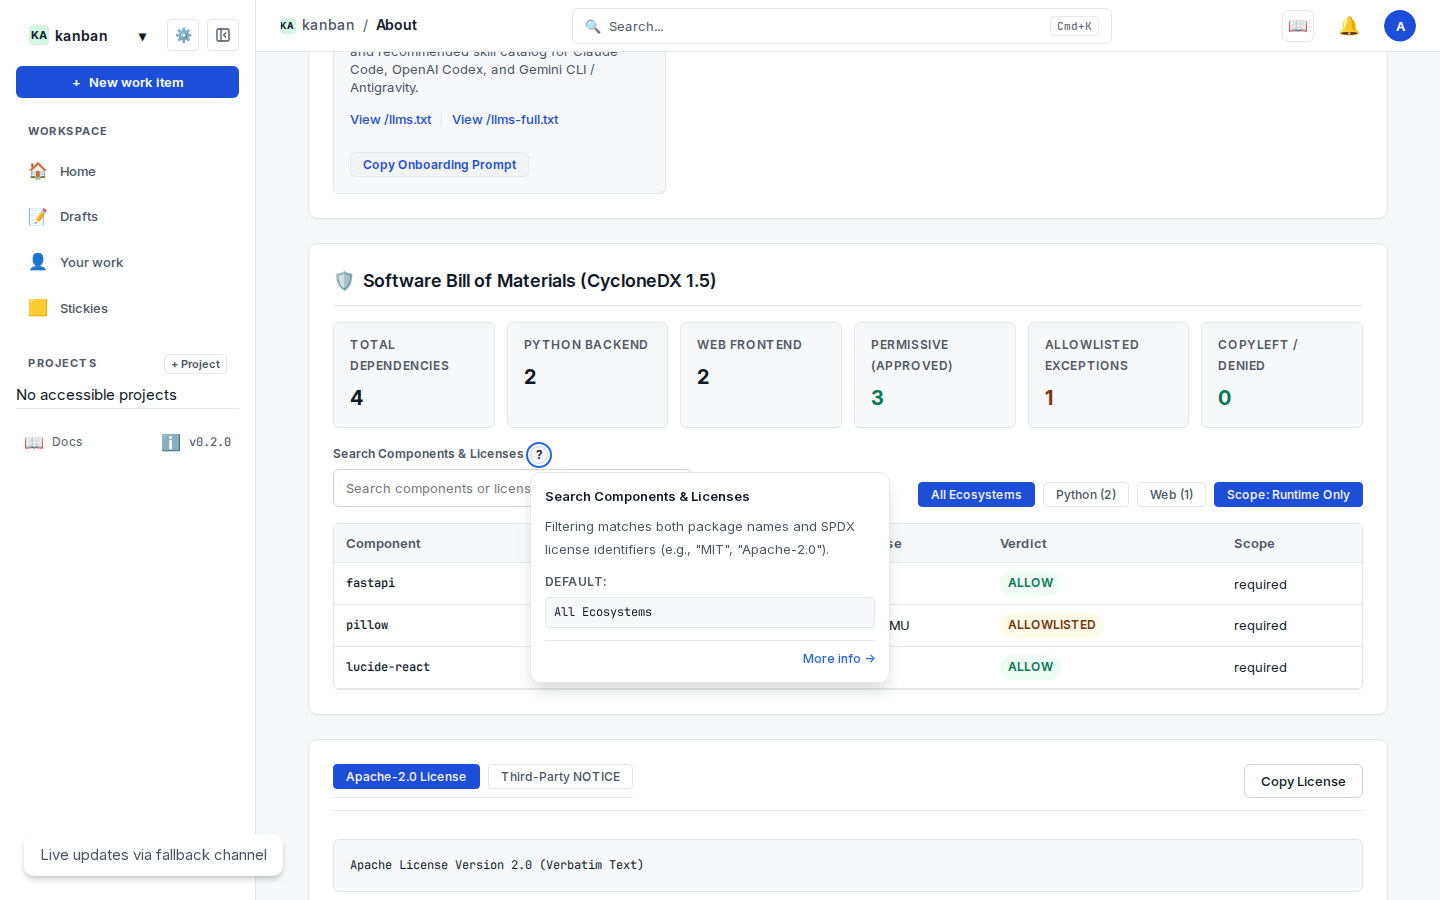 KA kanban ▼
+ New work item
WORKSPACE
Home
Drafts
Your work
Stickies
PROJECTS
+ Project
No accessible projects
Docs
v0.2.0
Live updates via fallback channel
KA kanban / About
Search...
Cmd+K
A
and recommended skill catalog for Claude
Code, OpenAI Codex, and Gemini CLI /
Antigravity.
View /llms.txt
View /llms-full.txt
Copy Onboarding Prompt
Software Bill of Materials (CycloneDX 1.5)
TOTAL
DEPENDENCIES
4
PYTHON BACKEND
2
WEB FRONTEND
2
PERMISSIVE
(APPROVED)
3
ALLOWLISTED
EXCEPTIONS
1
COPYLEFT /
DENIED
0
Search Components & Licenses ?
Search components or licens
All Ecosystems
Python (2)
Web (1)
Scope: Runtime Only
Search Components & Licenses
Filtering matches both package names and SPDX
license identifiers (e.g., "MIT", "Apache-2.0").
DEFAULT:
All Ecosystems
More info →
Component
se
Verdict
Scope
fastapi
ALLOW
required
pillow
MU
ALLOWLISTED
required
lucide-react
ALLOW
required
Apache-2.0 License
Third-Party NOTICE
Copy License
Apache License Version 2.0 (Verbatim Text)